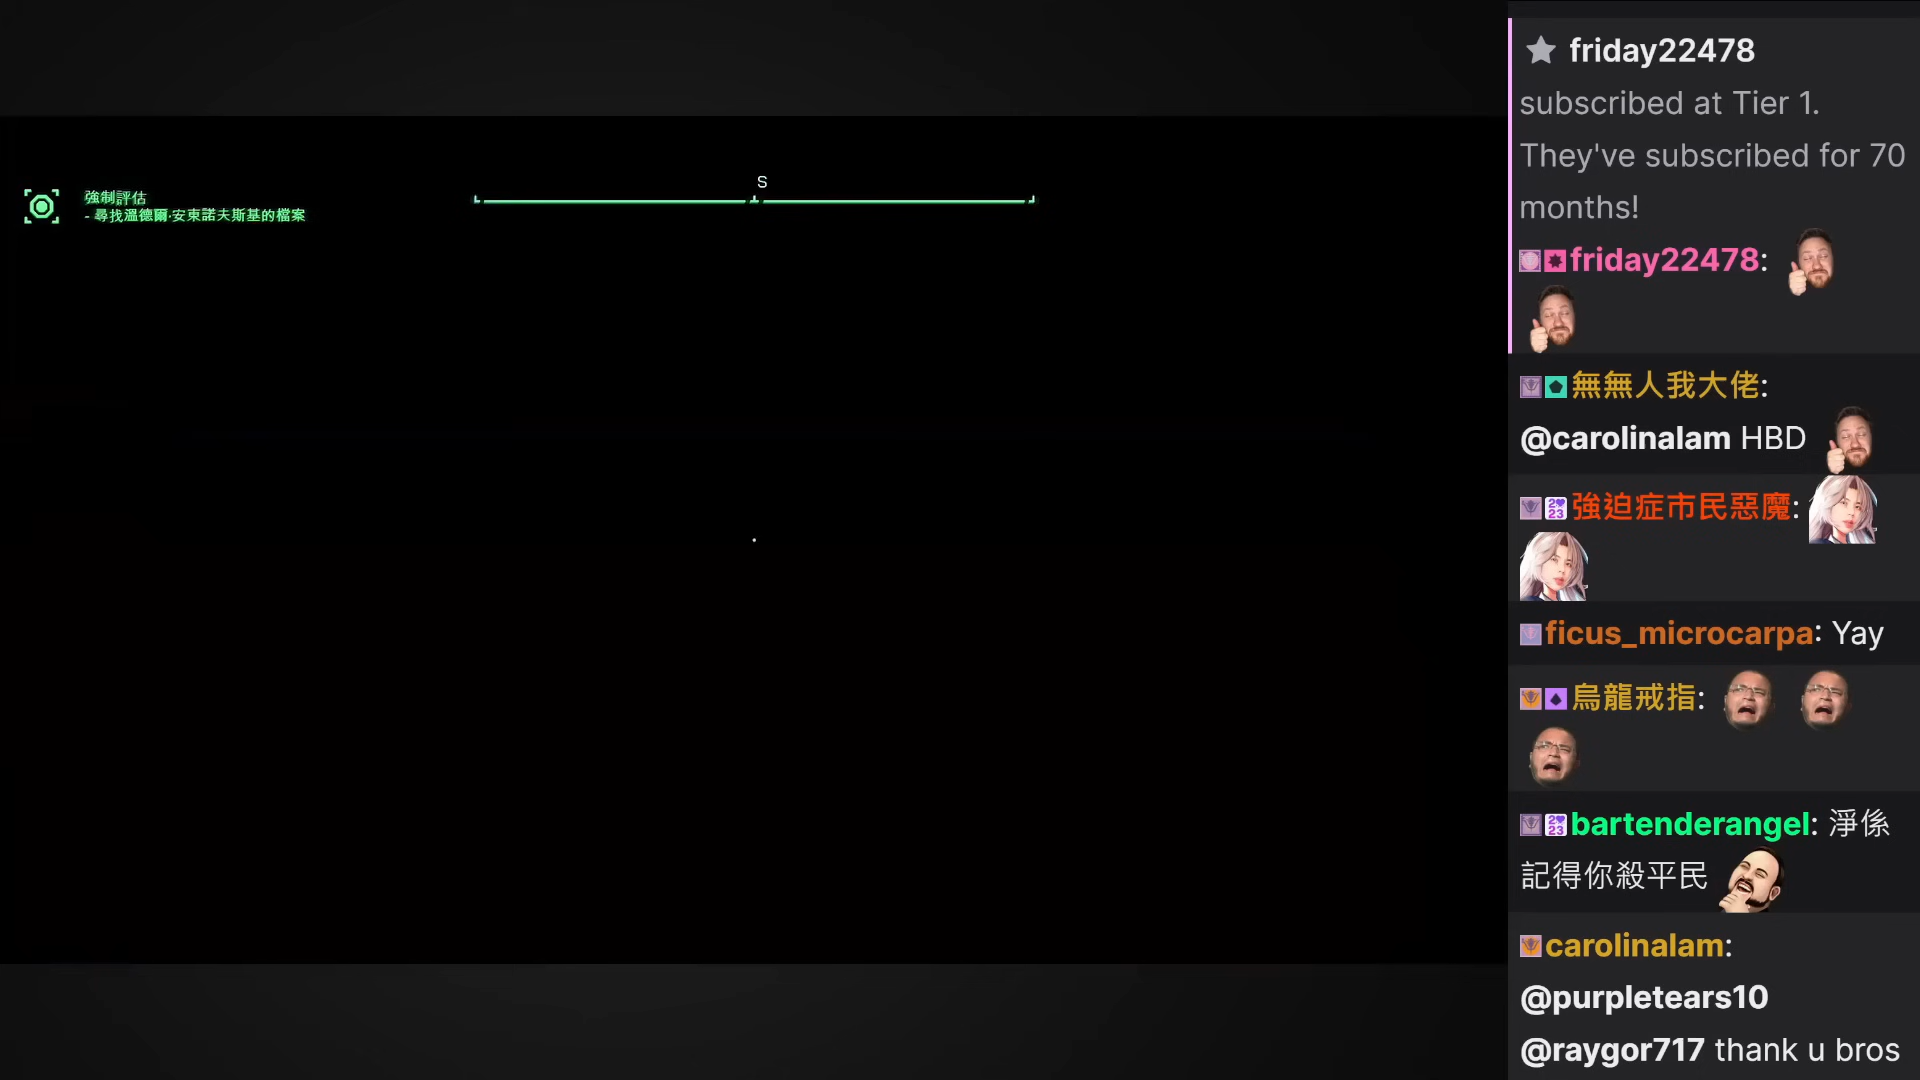 強制評估
- 尋找溫德爾·安東諾夫斯基的檔案
S
friday22478
subscribed at Tier 1.
They've subscribed for 70
months!
friday22478:
無無人我大佬:
@carolinalam HBD
強迫症市民惡魔:
ficus_microcarpa: Yay
烏龍戒指:
bartenderangel: 淨係
記得你殺平民
carolinalam:
@purpletears10
@raygor717 thank u bros